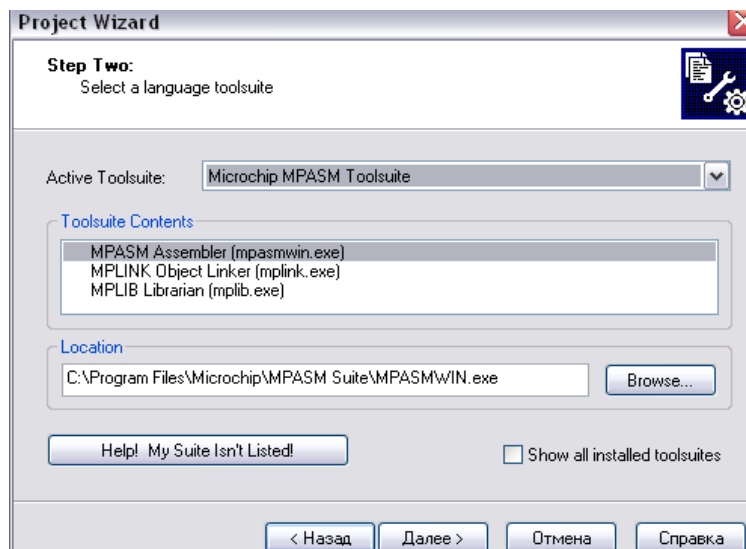 Project Wizard
Step Two:
Select a language toolsuite
Active Toolsuite: Microchip MPASM Toolsuite
Toolsuite Contents
MPASM Assembler (mpasmwin.exe)
MPLINK Object Linker (mplink.exe)
MPLIB Librarian (mplib.exe)
Location
C:\Program Files\Microchip\MPASM Suite\MPASMWIN.exe Browse...
Help! My Suite Isn't Listed! Show all installed toolsuites
< Назад Далее > Отмена Справка